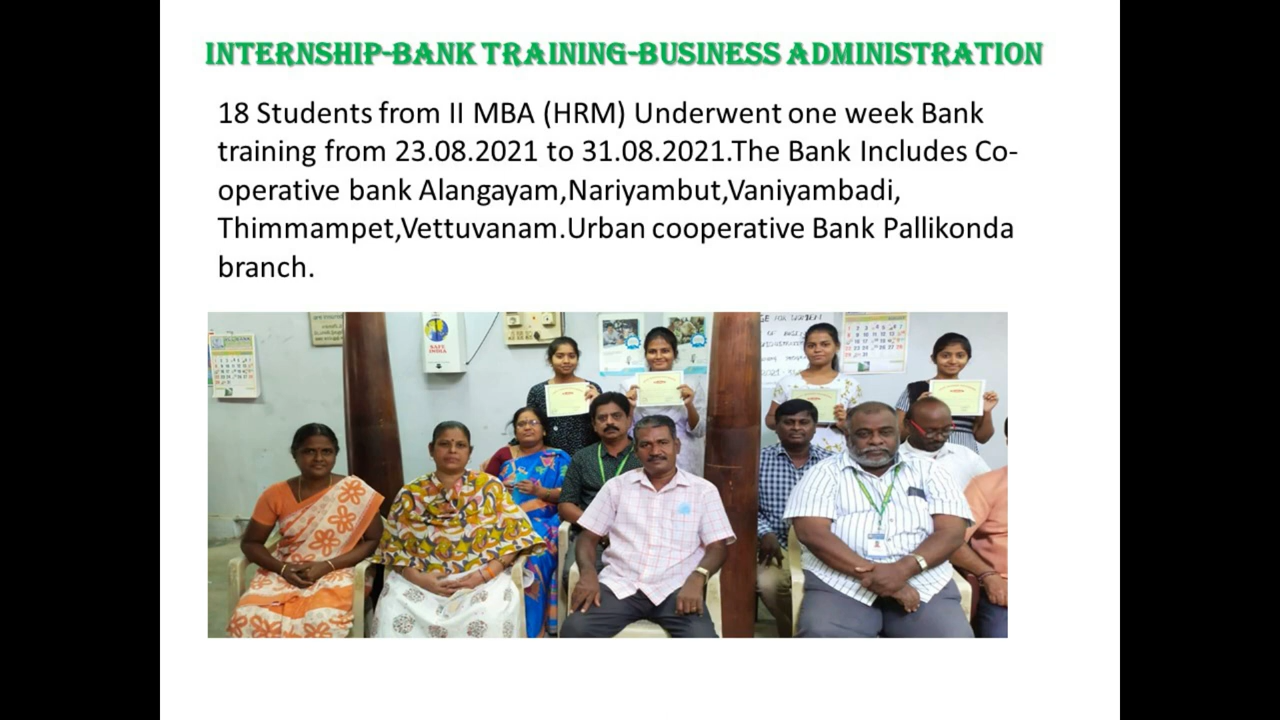 INTERNSHIP-BANK TRAINING-BUSINESS ADMINISTRATION
18 Students from II MBA (HRM) Underwent one week Bank
training from 23.08.2021 to 31.08.2021.The Bank Includes Co-
operative bank Alangayam,Nariyambut,Vaniyambadi,
Thimmampet,Vettuvanam.Urban cooperative Bank Pallikonda
branch.
SAFE
INDIA